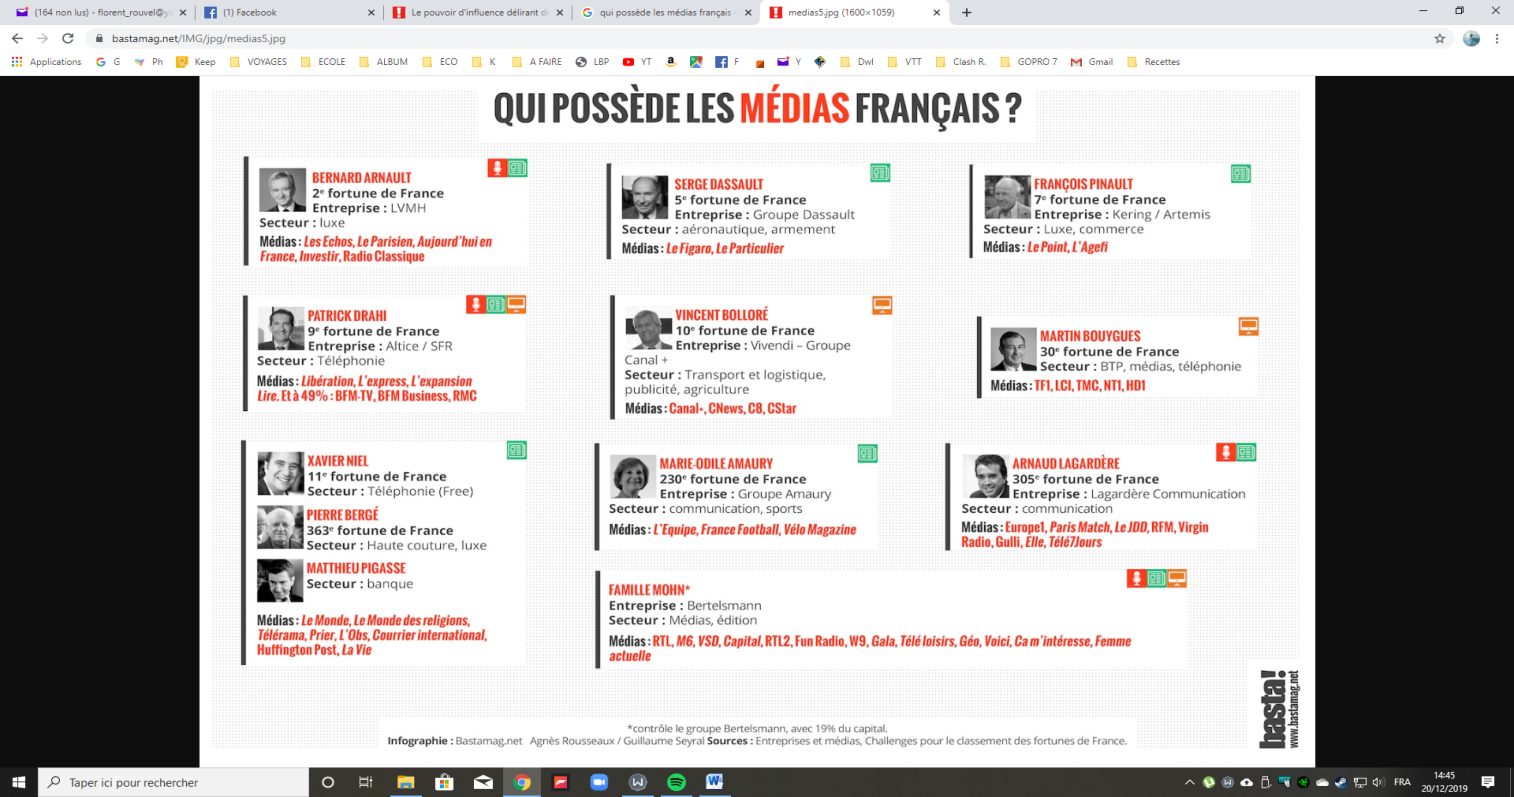 (164 non lus) - florent_rouvel@y
(1) Facebook
Le pouvoir d'influence délirant d
qui possède les médias français
medias5.jpg (1600×1059)
bastamag.net/IMG/jpg/medias5.jpg
Applications G Ph Keep VOYAGES ECOLE ALBUM ECO K A FAIRE LBP YT F Y Dwl VTT Clash R. GOPRO 7 Gmail Recettes
QUI POSSÈDE LES MÉDIAS FRANÇAIS ?
BERNARD ARNAULT
2e fortune de France
Entreprise : LVMH
Secteur : luxe
Médias : Les Echos, Le Parisien, Aujourd'hui en
France, Investir, Radio Classique
SERGE DASSAULT
5e fortune de France
Entreprise : Groupe Dassault
Secteur : aéronautique, armement
Médias : Le Figaro, Le Particulier
FRANÇOIS PINAULT
7e fortune de France
Entreprise : Kering / Artemis
Secteur : Luxe, commerce
Médias : Le Point, L'Agefi
PATRICK DRAHI
9e fortune de France
Entreprise : Altice / SFR
Secteur : Téléphonie
Médias : Libération, L'express, L'expansion
Lire. Et à 49% : BFM-TV, BFM Business, RMC
VINCENT BOLLORÉ
10e fortune de France
Entreprise : Vivendi – Groupe
Canal +
Secteur : Transport et logistique,
publicité, agriculture
Médias : Canal+, CNews, C8, CStar
MARTIN BOUYGUES
30e fortune de France
Secteur : BTP, médias, téléphonie
Médias : TF1, LCI, TMC, NT1, HD1
XAVIER NIEL
11e fortune de France
Secteur : Téléphonie (Free)
PIERRE BERGÉ
363e fortune de France
Secteur : Haute couture, luxe
MATTHIEU PIGASSE
Secteur : banque
Médias : Le Monde, Le Monde des religions,
Télérama, Prier, L'Obs, Courrier international,
Huffington Post, La Vie
MARIE-ODILE AMAURY
230e fortune de France
Entreprise : Groupe Amaury
Secteur : communication, sports
Médias : L'Equipe, France Football, Vélo Magazine
ARNAUD LAGARDÈRE
305e fortune de France
Entreprise : Lagardère Communication
Secteur : communication
Médias : Europe1, Paris Match, Le JDD, RFM, Virgin
Radio, Gulli, Elle, Télé7Jours
FAMILLE MOHN*
Entreprise : Bertelsmann
Secteur : Médias, édition
Médias : RTL, M6, VSD, Capital, RTL2, Fun Radio, W9, Gala, Télé loisirs, Géo, Voici, Ca m'intéresse, Femme
actuelle
basta!
www.bastamag.net
*contrôle le groupe Bertelsmann, avec 19% du capital.
Infographie : Bastamag.net Agnès Rousseaux / Guillaume Seyral Sources : Entreprises et médias, Challenges pour le classement des fortunes de France.
Taper ici pour rechercher
FRA
14:45
20/12/2019